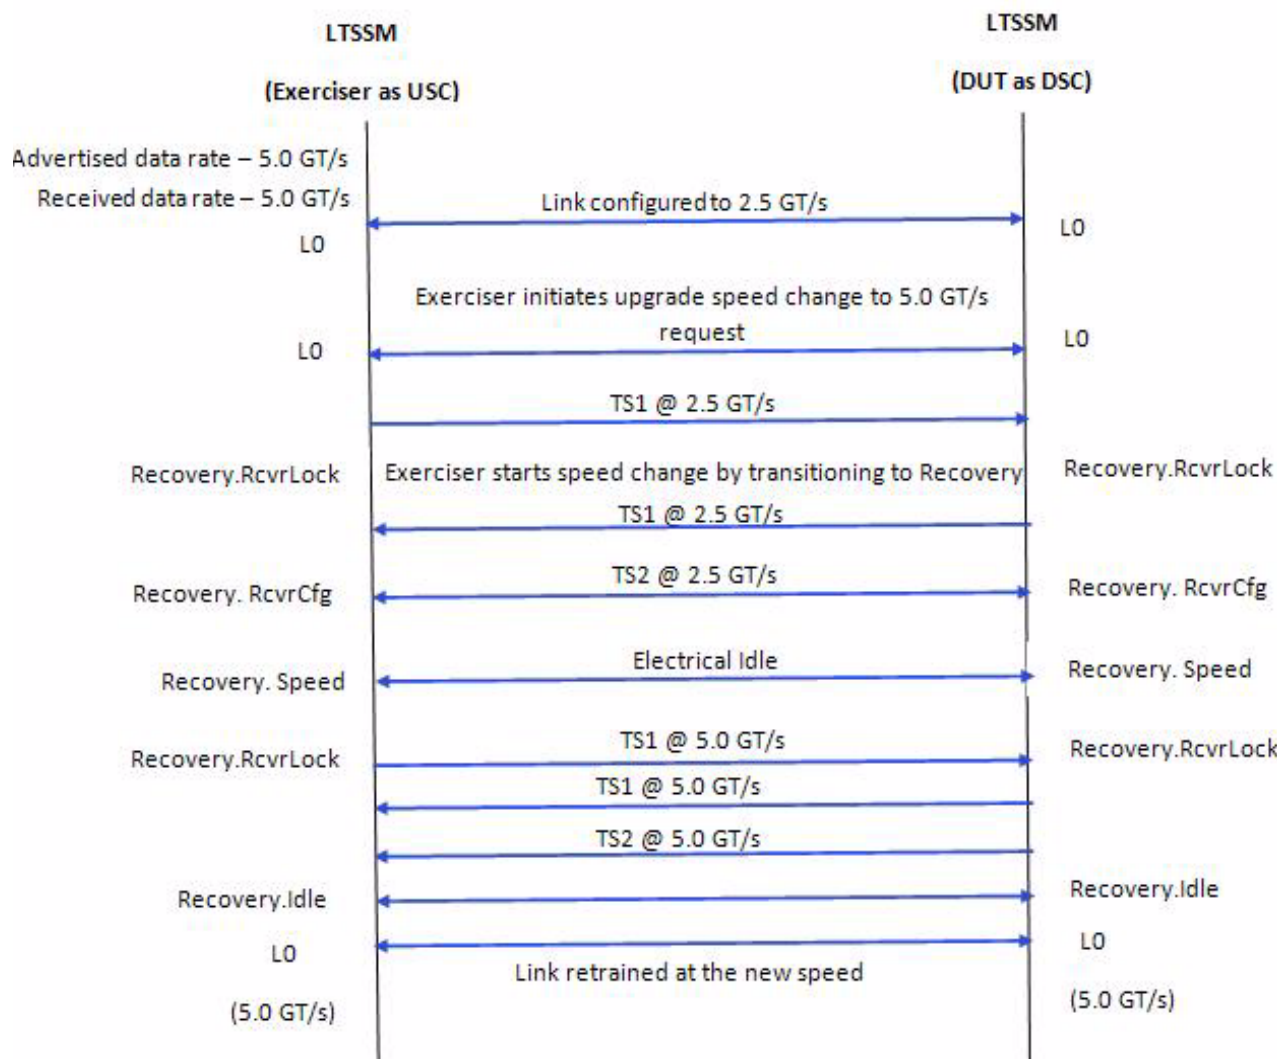 LTSSM
(Exerciser as USC)
LTSSM
(DUT as DSC)
Advertised data rate – 5.0 GT/s
Received data rate – 5.0 GT/s
Link configured to 2.5 GT/s
L0
L0
Exerciser initiates upgrade speed change to 5.0 GT/s
request
L0
L0
TS1 @ 2.5 GT/s
Recovery.RcvrLock
Exerciser starts speed change by transitioning to Recovery
Recovery.RcvrLock
TS1 @ 2.5 GT/s
TS2 @ 2.5 GT/s
Recovery. RcvrCfg
Recovery. RcvrCfg
Electrical Idle
Recovery. Speed
Recovery. Speed
TS1 @ 5.0 GT/s
Recovery.RcvrLock
Recovery.RcvrLock
TS1 @ 5.0 GT/s
TS2 @ 5.0 GT/s
Recovery.Idle
Recovery.Idle
L0
L0
Link retrained at the new speed
(5.0 GT/s)
(5.0 GT/s)